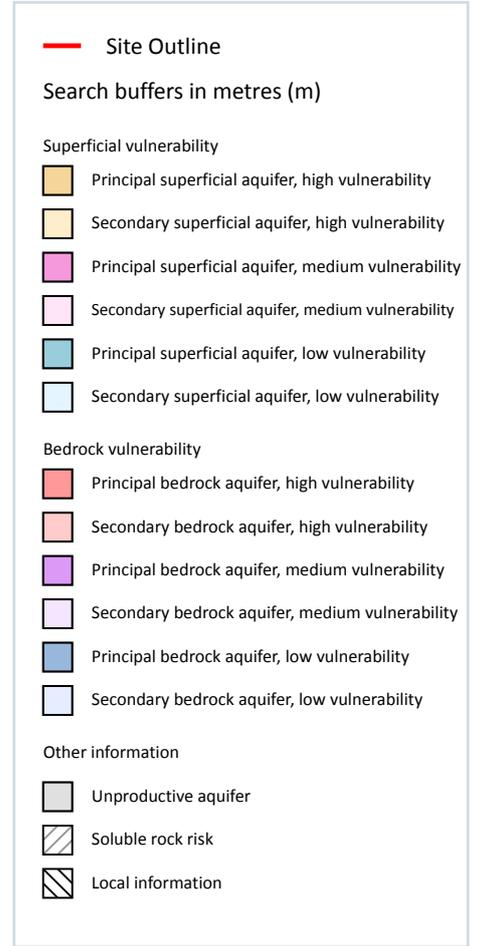 Site Outline
Search buffers in metres (m)
Superficial vulnerability
Principal superficial aquifer, high vulnerability
Secondary superficial aquifer, high vulnerability
Principal superficial aquifer, medium vulnerability
Secondary superficial aquifer, medium vulnerability
Principal superficial aquifer, low vulnerability
Secondary superficial aquifer, low vulnerability
Bedrock vulnerability
Principal bedrock aquifer, high vulnerability
Secondary bedrock aquifer, high vulnerability
Principal bedrock aquifer, medium vulnerability
Secondary bedrock aquifer, medium vulnerability
Principal bedrock aquifer, low vulnerability
Secondary bedrock aquifer, low vulnerability
Other information
Unproductive aquifer
Soluble rock risk
Local information